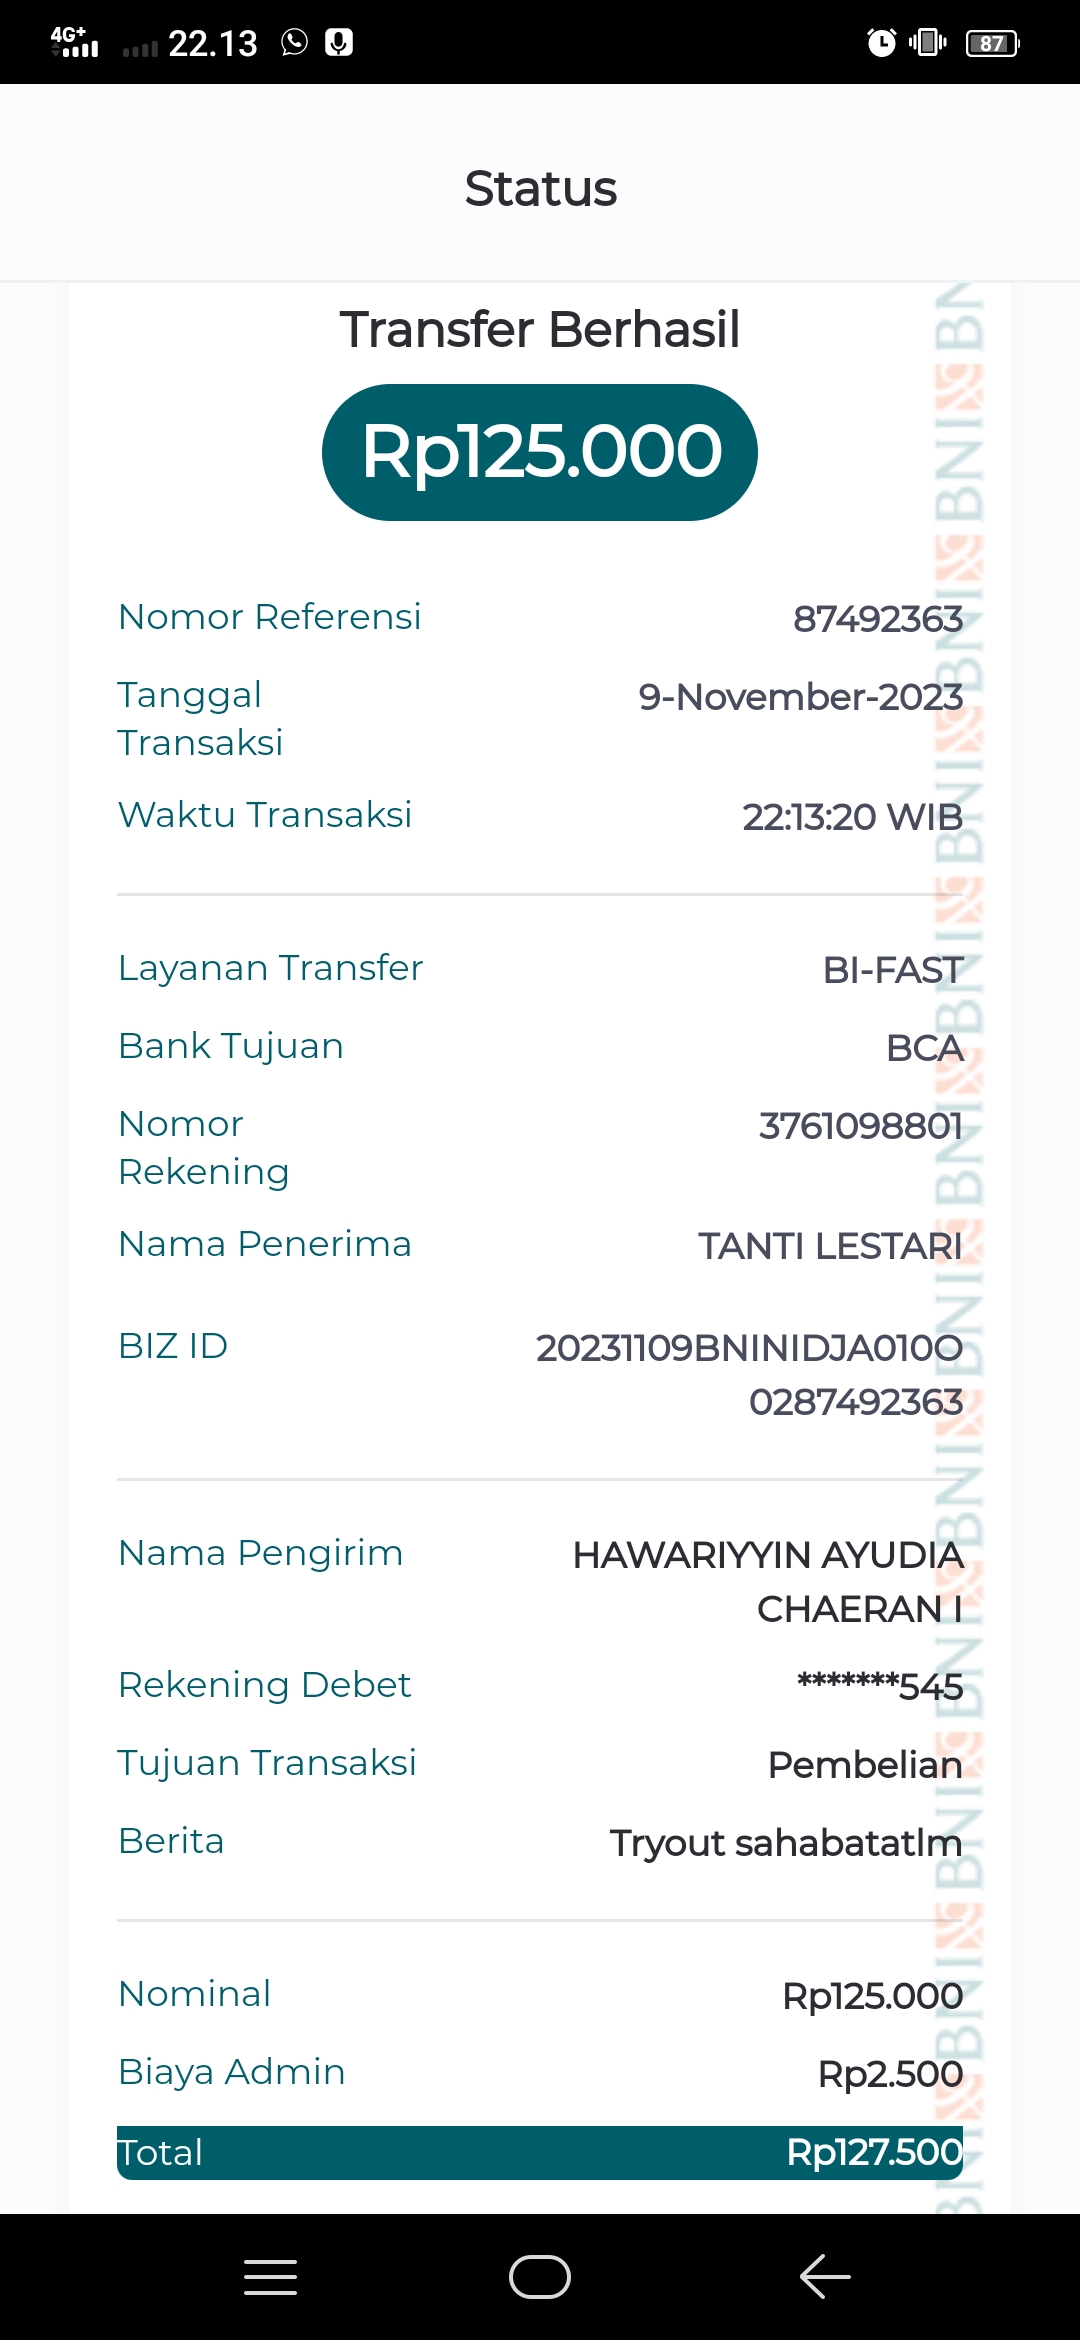 4G+ 22.13 87
Status
Transfer Berhasil
Rp125.000
Nomor Referensi 87492363
Tanggal 9-November-2023
Transaksi
Waktu Transaksi 22:13:20 WIB
Layanan Transfer BI-FAST
Bank Tujuan BCA
Nomor 3761098801
Rekening
Nama Penerima TANTI LESTARI
BIZ ID 20231109BNINIDJA010O
0287492363
Nama Pengirim HAWARIYYIN AYUDIA
CHAERAN I
Rekening Debet *******545
Tujuan Transaksi Pembelian
Berita Tryout sahabatatlm
Nominal Rp125.000
Biaya Admin Rp2.500
Total Rp127.500
BNI BNI BNI BNI BNI BNI BNI BNI BNI BNI BNI BNI